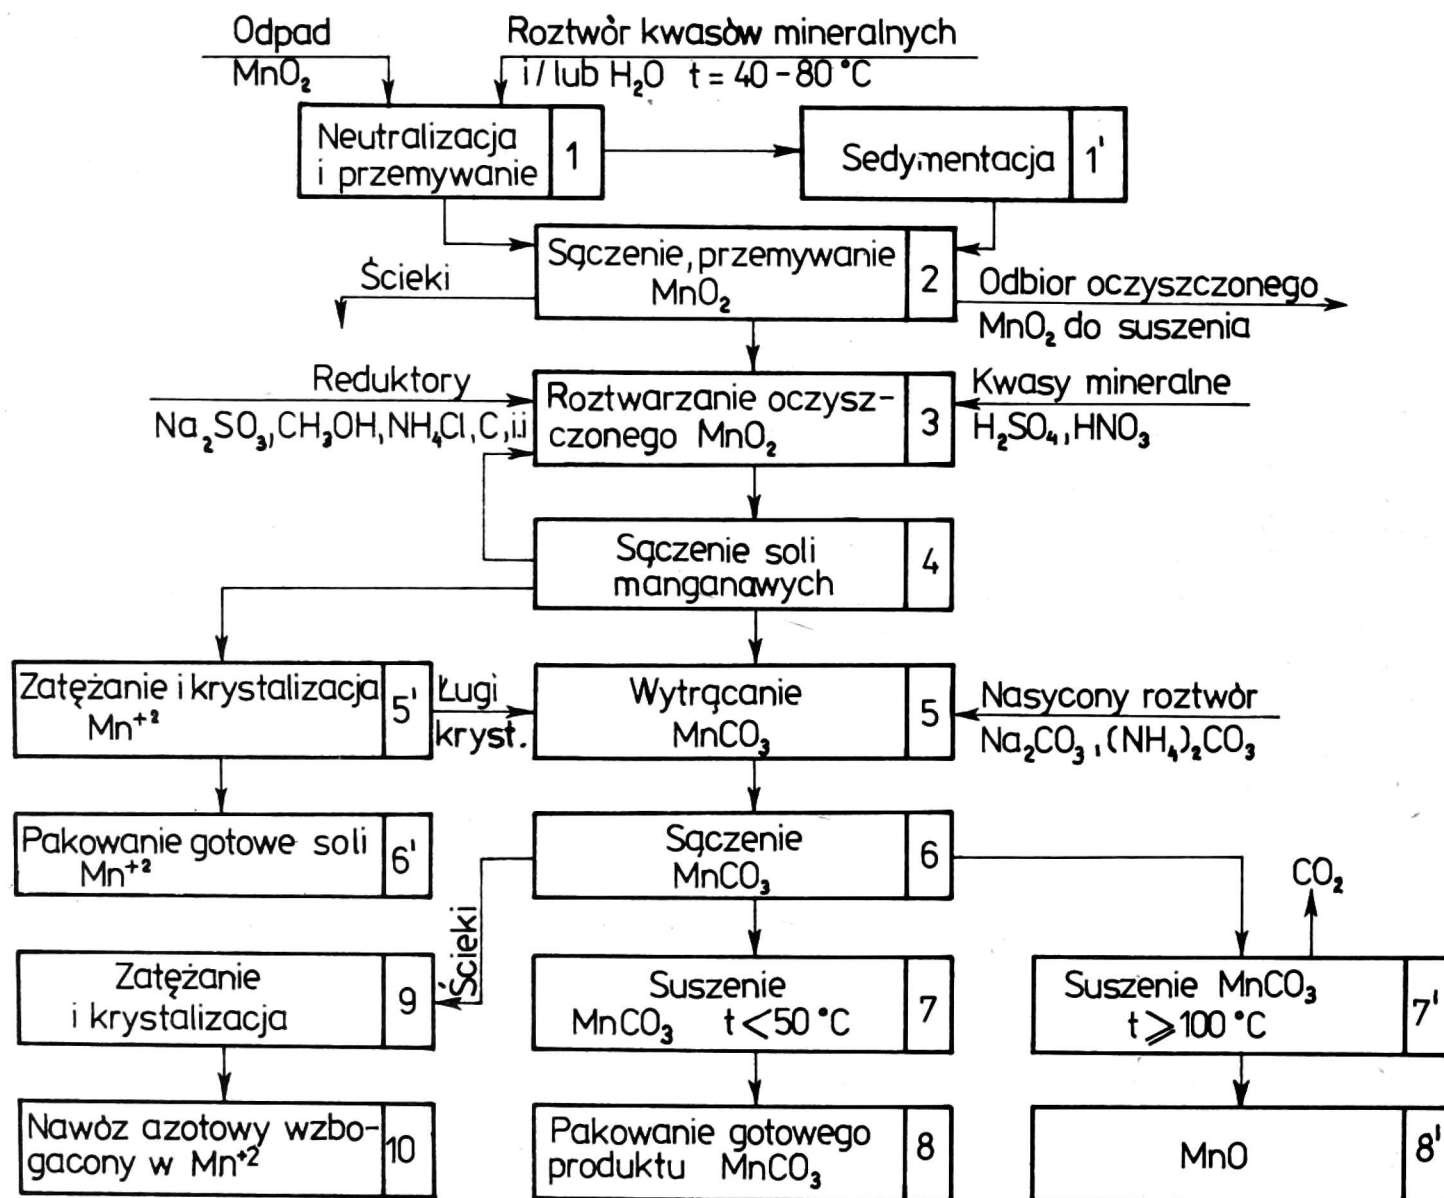 Odpad
MnO₂
Roztwór kwasów mineralnych
i / lub H₂O t = 40 - 80 °C
Neutralizacja
i przemywanie
1
Sedymentacja
1'
Sączenie, przemywanie
MnO₂
2
Ścieki
Odbior oczyszczonego
MnO₂ do suszenia
Reduktory
Na₂SO₃, CH₃OH, NH₄Cl, C, i.i
Roztwarzanie oczysz-
czonego MnO₂
3
Kwasy mineralne
H₂SO₄, HNO₃
Sączenie soli
manganawych
4
Zatężanie i krystalizacja
Mn⁺²
5'
Ługi
kryst.
Wytrącanie
MnCO₃
5
Nasycony roztwór
Na₂CO₃, (NH₄)₂CO₃
Pakowanie gotowe soli
Mn⁺²
6'
Sączenie
MnCO₃
6
CO₂
Ścieki
Zatężanie
i krystalizacja
9
Suszenie
MnCO₃ t < 50 °C
7
Suszenie MnCO₃
t ⩾ 100 °C
7'
Nawóz azotowy wzbo-
gacony w Mn⁺²
10
Pakowanie gotowego
produktu MnCO₃
8
MnO
8'